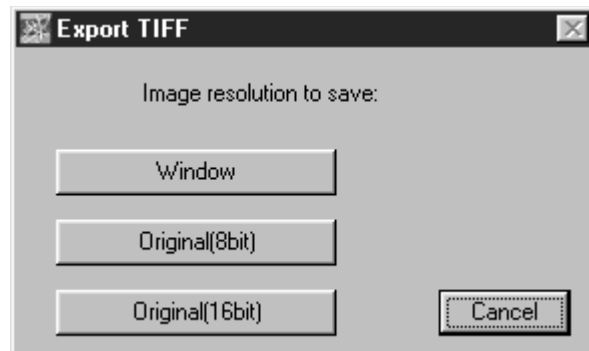 Export TIFF
Image resolution to save:
Window
Original(8bit)
Original(16bit)
Cancel